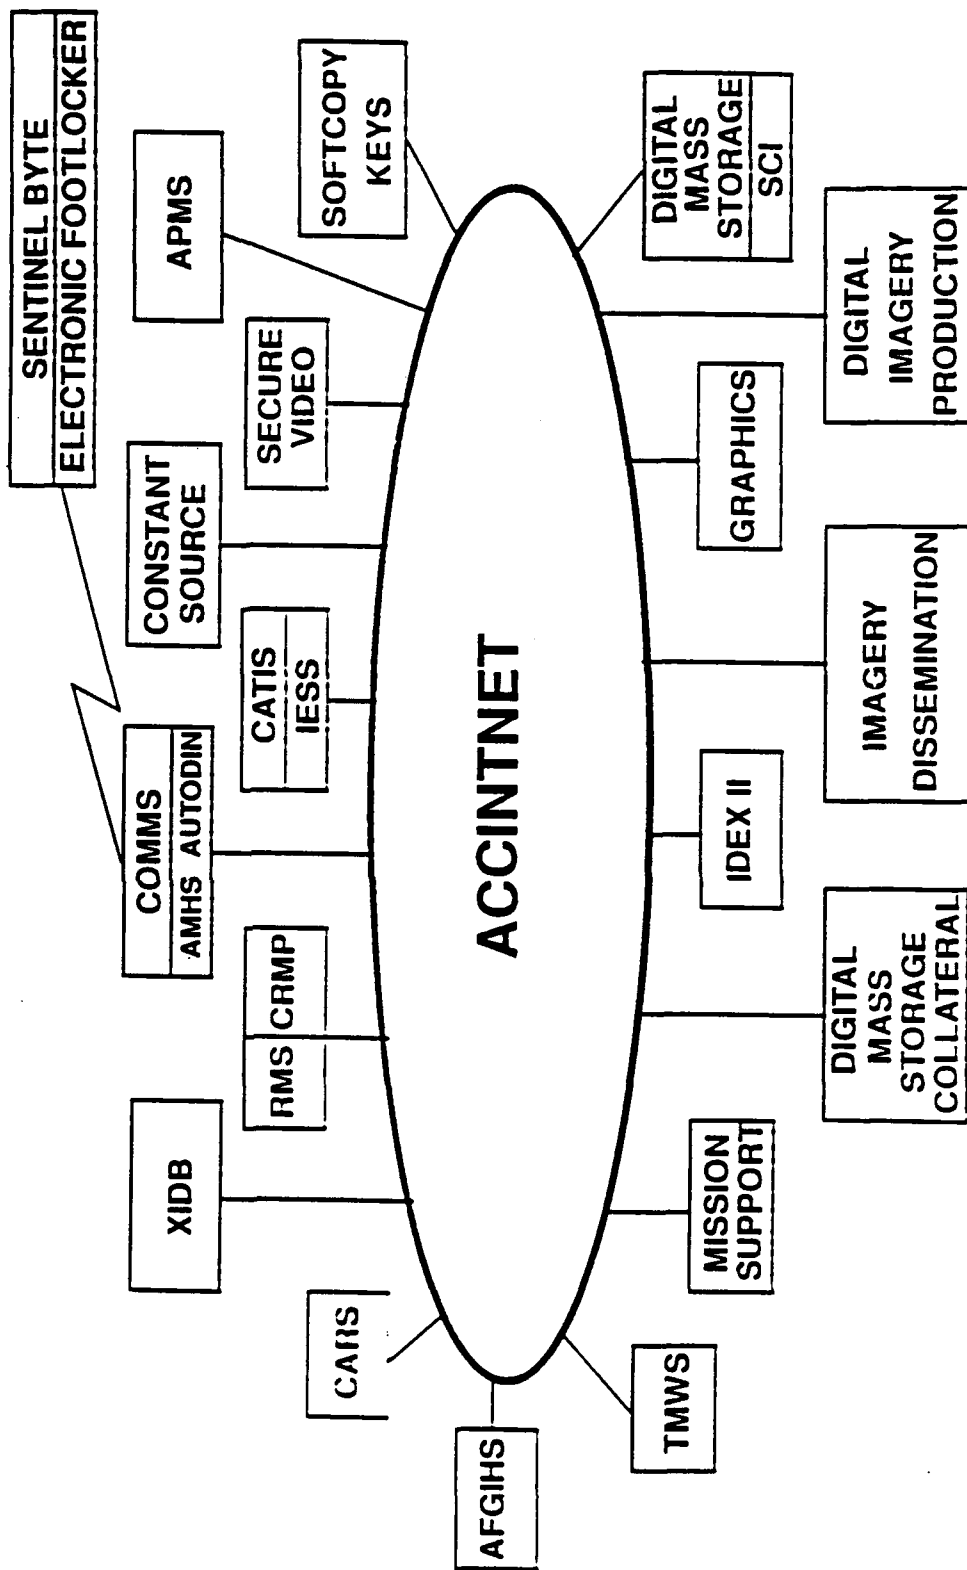 SENTINEL BYTE
ELECTRONIC FOOTLOCKER
XIDB
COMMS
AMHS AUTODIN
CONSTANT
SOURCE
APMS
CARS
RMS
CRMP
CATIS
IESS
SECURE
VIDEO
SOFTCOPY
KEYS
AFGIHS
ACCINTNET
TMWS
MISSION
SUPPORT
IDEX II
GRAPHICS
DIGITAL
MASS
STORAGE
SCI
DIGITAL
MASS
STORAGE
COLLATERAL
IMAGERY
DISSEMINATION
DIGITAL
IMAGERY
PRODUCTION